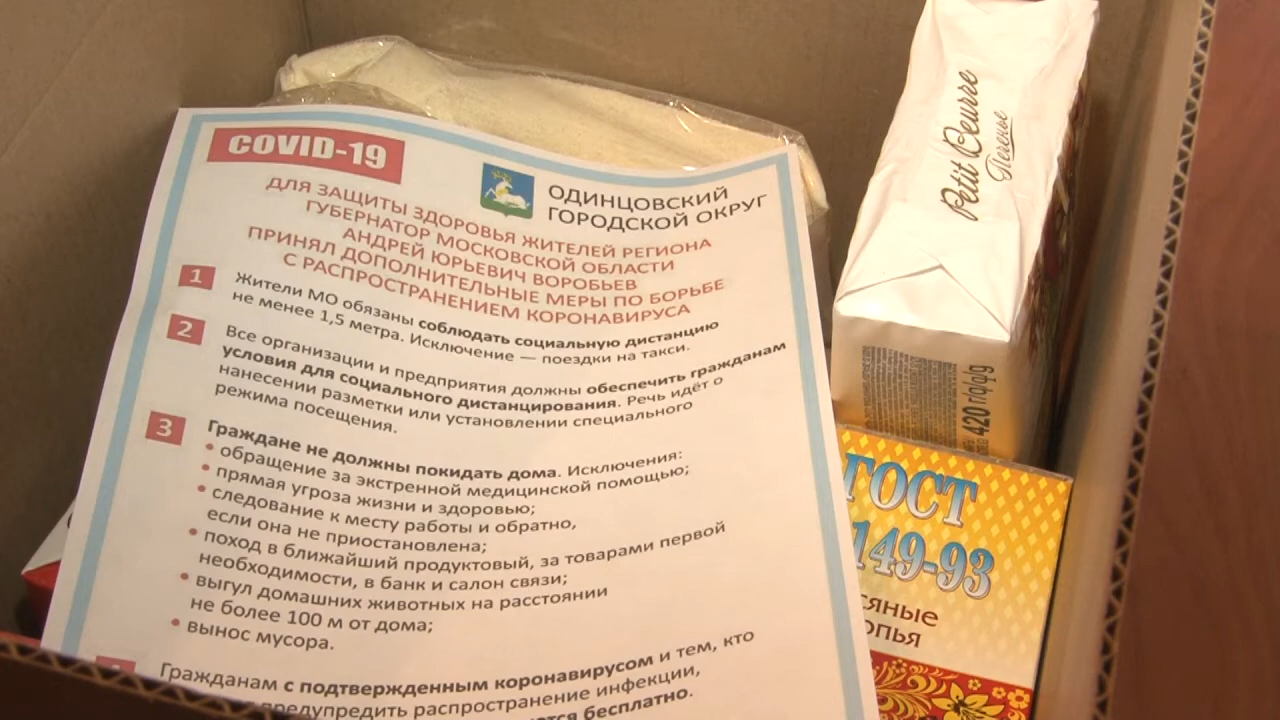 COVID-19
ОДИНЦОВСКИЙ
ГОРОДСКОЙ ОКРУГ
ДЛЯ ЗАЩИТЫ ЗДОРОВЬЯ ЖИТЕЛЕЙ РЕГИОНА
ГУБЕРНАТОР МОСКОВСКОЙ ОБЛАСТИ
АНДРЕЙ ЮРЬЕВИЧ ВОРОБЬЕВ
ПРИНЯЛ ДОПОЛНИТЕЛЬНЫЕ МЕРЫ ПО БОРЬБЕ
С РАСПРОСТРАНЕНИЕМ КОРОНАВИРУСА
1 Жители МО обязаны соблюдать социальную дистанцию
не менее 1,5 метра. Исключение — поездки на такси.
2 Все организации и предприятия должны обеспечить гражданам
условия для социального дистанцирования. Речь идёт о
нанесении разметки или установлении специального
режима посещения.
3 Граждане не должны покидать дома. Исключения:
• обращение за экстренной медицинской помощью;
• прямая угроза жизни и здоровью;
• следование к месту работы и обратно,
если она не приостановлена;
• поход в ближайший продуктовый, за товарами первой
необходимости, в банк и салон связи;
• выгул домашних животных на расстоянии
не более 100 м от дома;
• вынос мусора.
Гражданам с подтвержденным коронавирусом и тем, кто
предупредить распространение инфекции,
бесплатно.
Petit Beurre
Печенье
420 г/g/g/g
ГОСТ
149-93